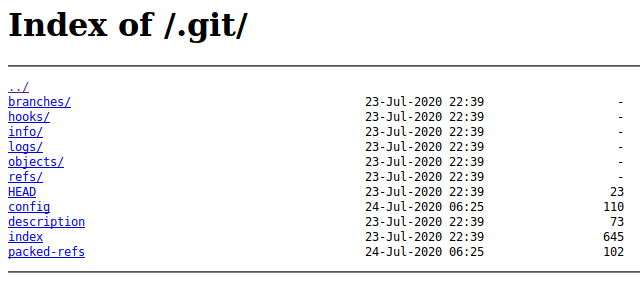 Index of /.git/
../
branches/ 23-Jul-2020 22:39 -
hooks/ 23-Jul-2020 22:39 -
info/ 23-Jul-2020 22:39 -
logs/ 23-Jul-2020 22:39 -
objects/ 23-Jul-2020 22:39 -
refs/ 23-Jul-2020 22:39 -
HEAD 23-Jul-2020 22:39 23
config 24-Jul-2020 06:25 110
description 23-Jul-2020 22:39 73
index 23-Jul-2020 22:39 645
packed-refs 24-Jul-2020 06:25 102